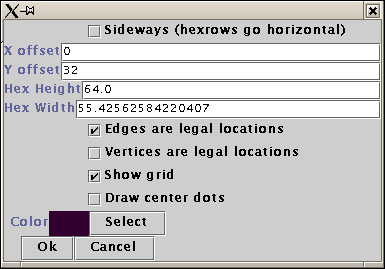 Sideways (hexrows go horizontal)
X offset 0
Y offset 32
Hex Height 64.0
Hex Width 55.42562584220407
Edges are legal locations
Vertices are legal locations
Show grid
Draw center dots
Color Select
Ok Cancel